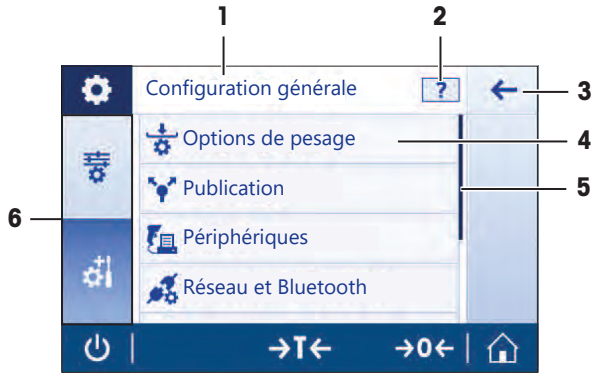 1 2
Configuration générale ? 3
Options de pesage 4
Publication 5
6
Périphériques
Réseau et Bluetooth
→T← →0←